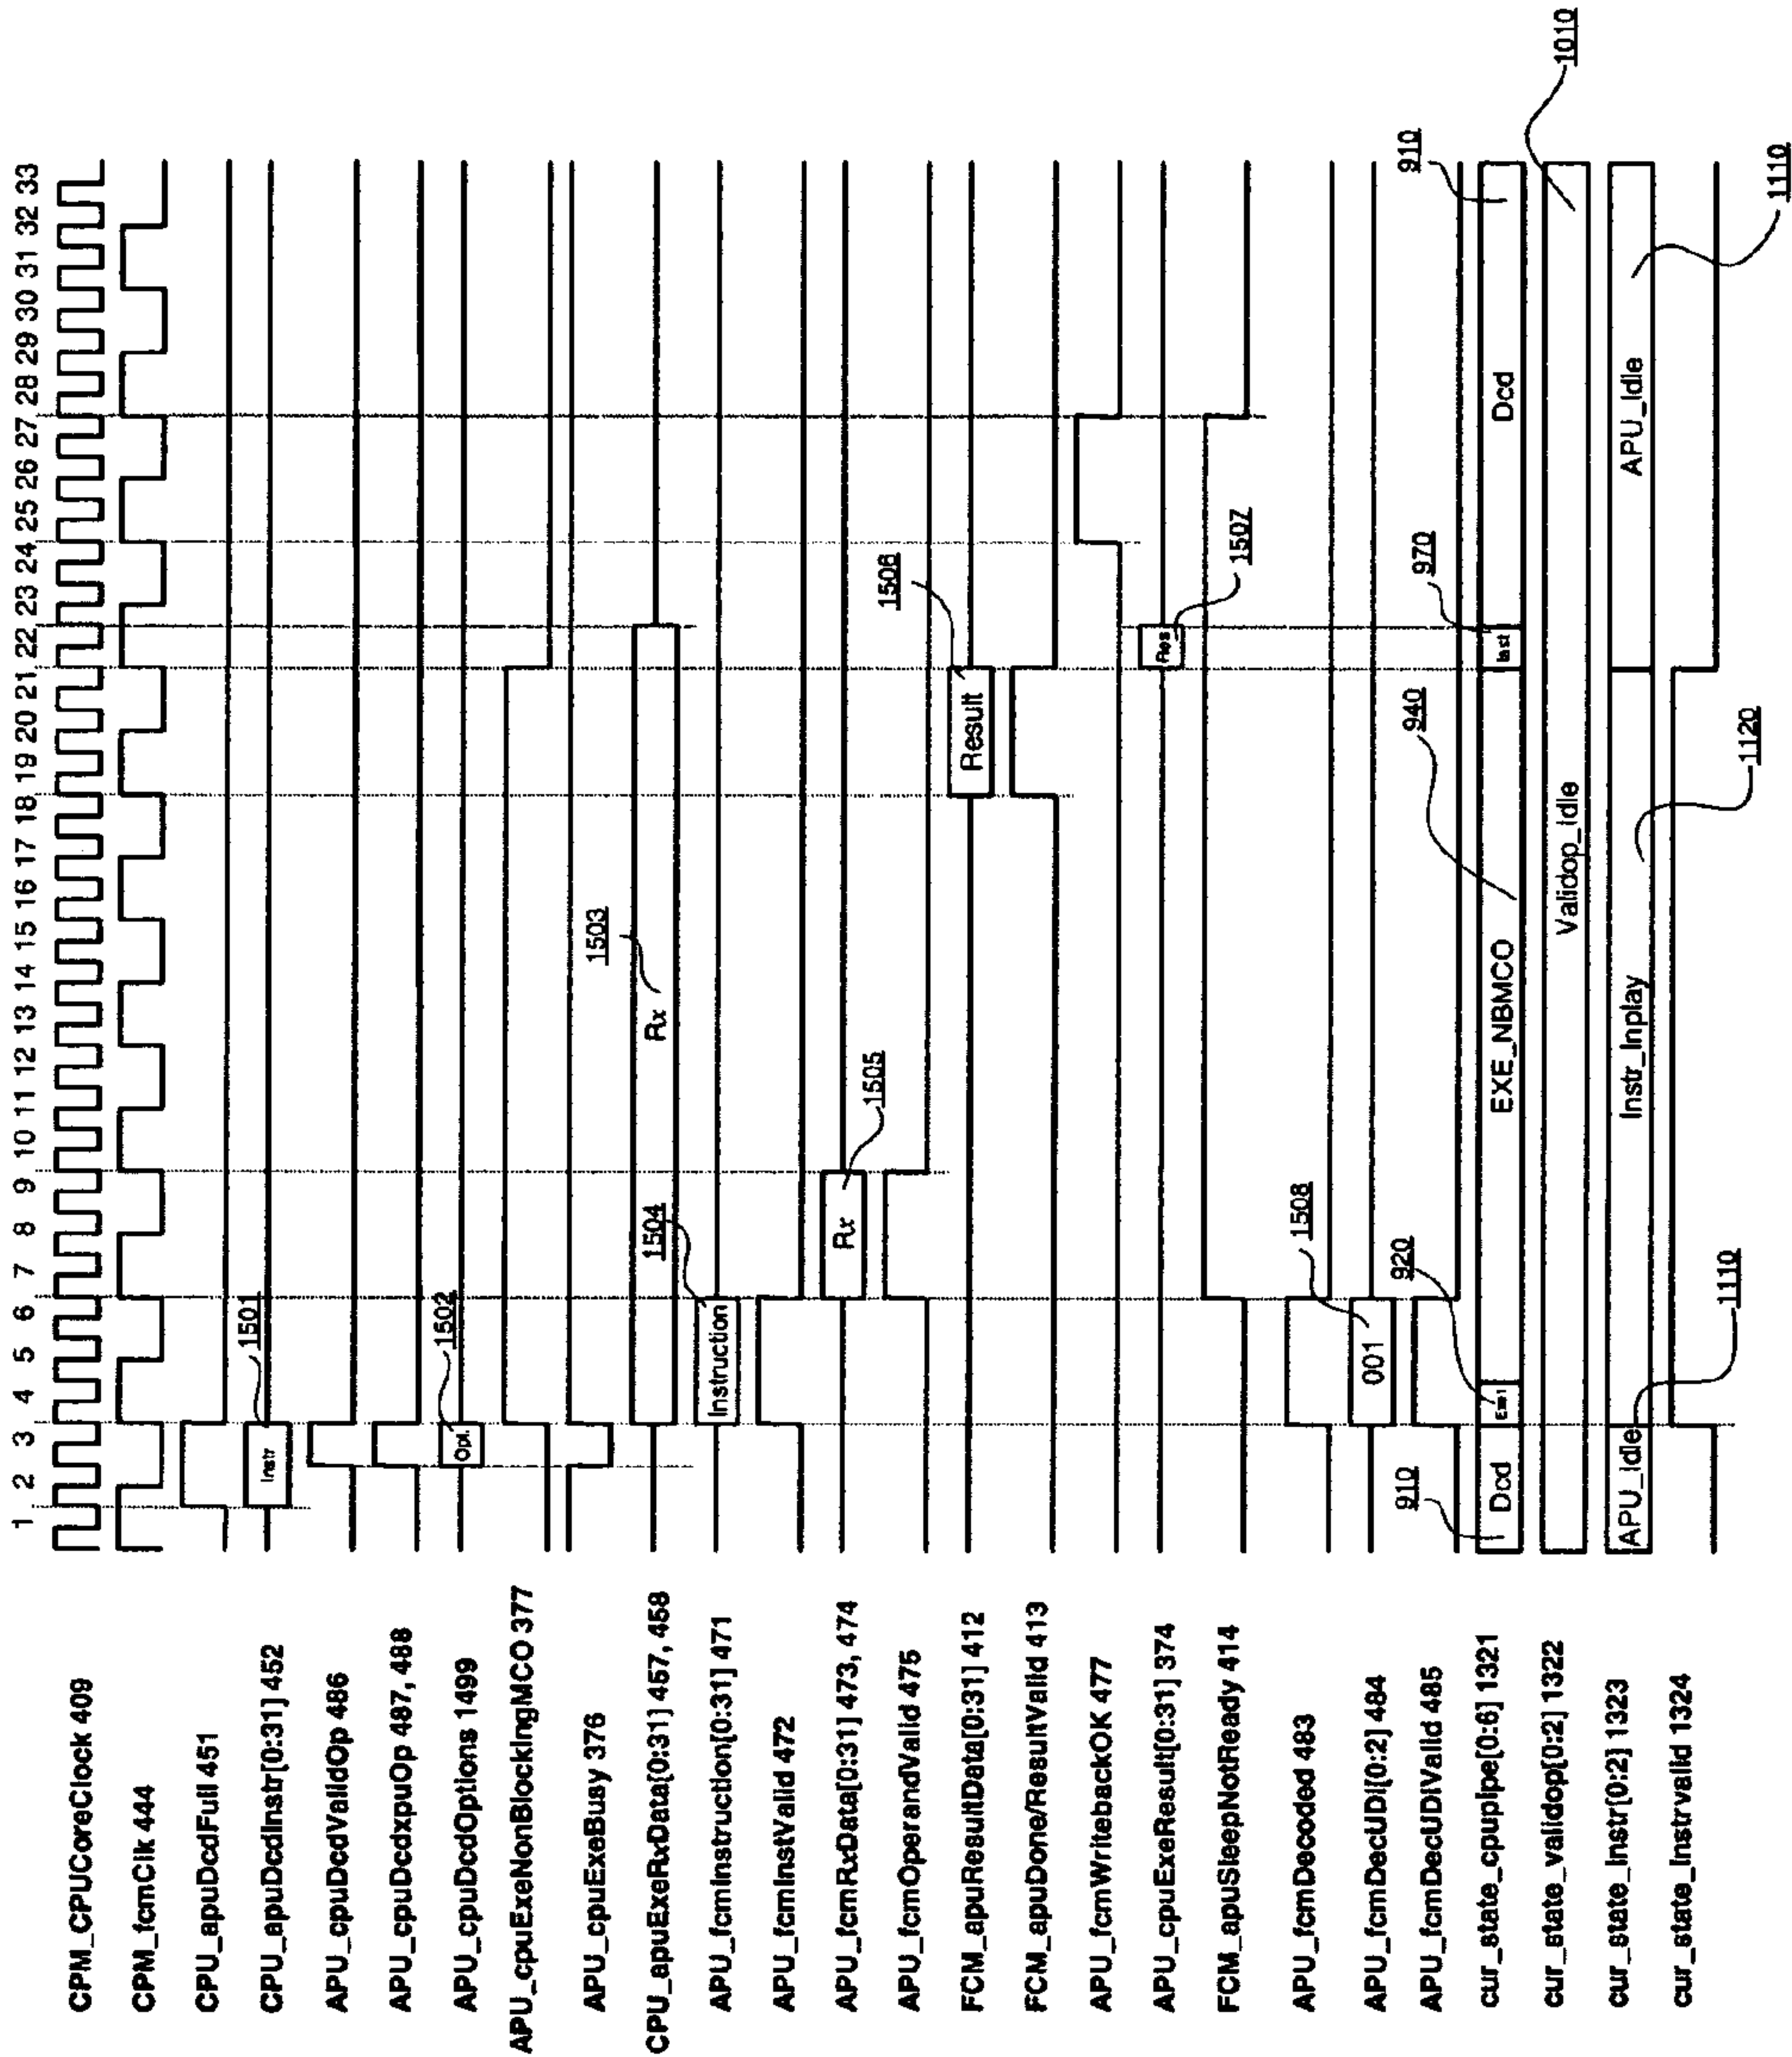 1 2 3 4 5 6 7 8 9 10 11 12 13 14 15 16 17 18 19 20 21 22 23 24 25 26 27 28 29 30 31 32 33
CPM_CPUCoreClock 409
CPM_fcmClk 444
CPU_apuDcdFull 451
CPU_apuDcdInstr[0:31] 452
Instr
1501
APU_cpuDcdValidOp 486
APU_cpuDcdxpuOp 487, 488
APU_cpuDcdOptions 1499
Opt.
1502
APU_cpuExeNonBlockingMCO 377
APU_cpuExeBusy 376
CPU_apuExeRxData[0:31] 457, 458
Rx
1503
APU_fcmInstruction[0:31] 471
Instruction
1504
APU_fcmInstValid 472
APU_fcmRxData[0:31] 473, 474
Rx
1505
APU_fcmOperandValid 475
FCM_apuResultData[0:31] 412
Result
1506
FCM_apuDone/ResultValid 413
APU_fcmWritebackOK 477
APU_cpuExeResult[0:31] 374
Res
1507
FCM_apuSleepNotReady 414
APU_fcmDecoded 483
APU_fcmDecUDI[0:2] 484
001
1508
APU_fcmDecUDIValid 485
cur_state_cpupipe[0:6] 1321
Dcd
910
Exe1
920
EXE_NBMCO
940
last
970
Dcd
910
cur_state_validop[0:2] 1322
Validop_Idle
1010
cur_state_Instr[0:2] 1323
APU_Idle
1110
Instr_Inplay
1120
APU_Idle
1110
cur_state_Instrvalid 1324